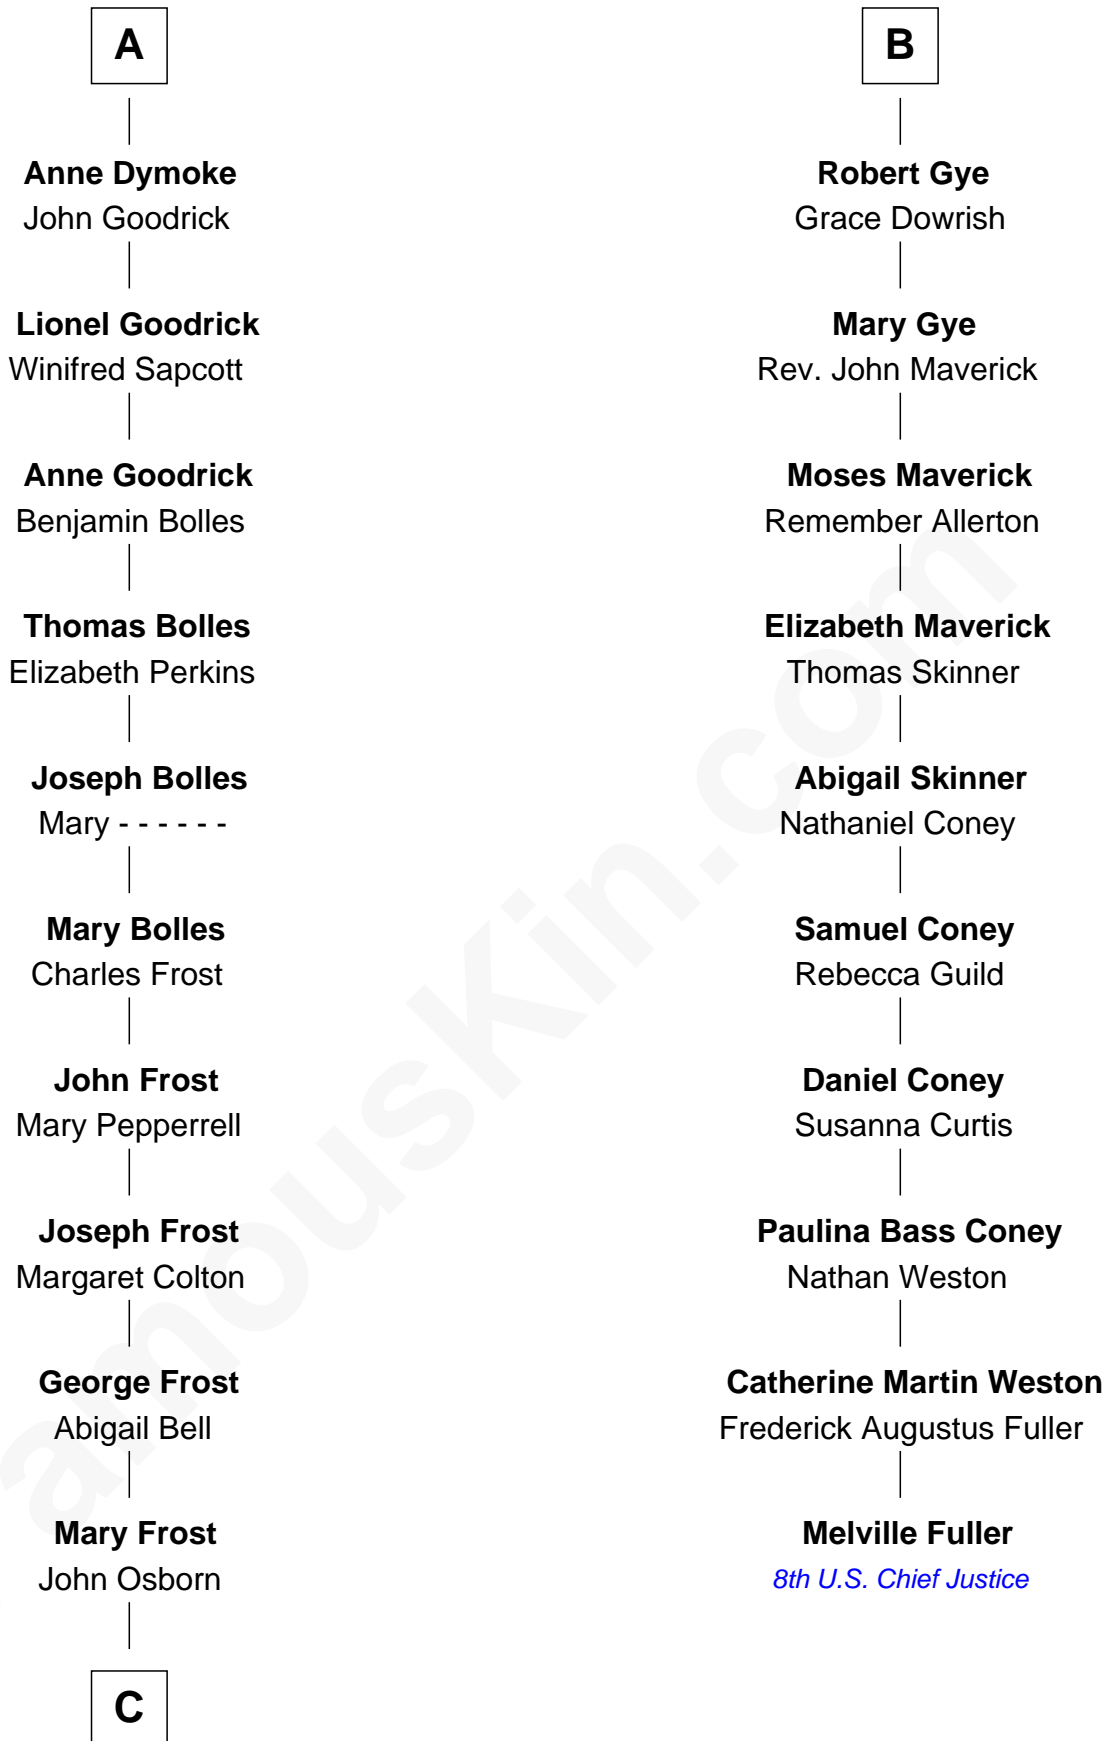 A
Anne Dymoke
John Goodrick
Lionel Goodrick
Winifred Sapcott
Anne Goodrick
Benjamin Bolles
Thomas Bolles
Elizabeth Perkins
Joseph Bolles
Mary - - - - - -
Mary Bolles
Charles Frost
John Frost
Mary Pepperrell
Joseph Frost
Margaret Colton
George Frost
Abigail Bell
Mary Frost
John Osborn
C
B
Robert Gye
Grace Dowrish
Mary Gye
Rev. John Maverick
Moses Maverick
Remember Allerton
Elizabeth Maverick
Thomas Skinner
Abigail Skinner
Nathaniel Coney
Samuel Coney
Rebecca Guild
Daniel Coney
Susanna Curtis
Paulina Bass Coney
Nathan Weston
Catherine Martin Weston
Frederick Augustus Fuller
Melville Fuller
8th U.S. Chief Justice
amousKin.com